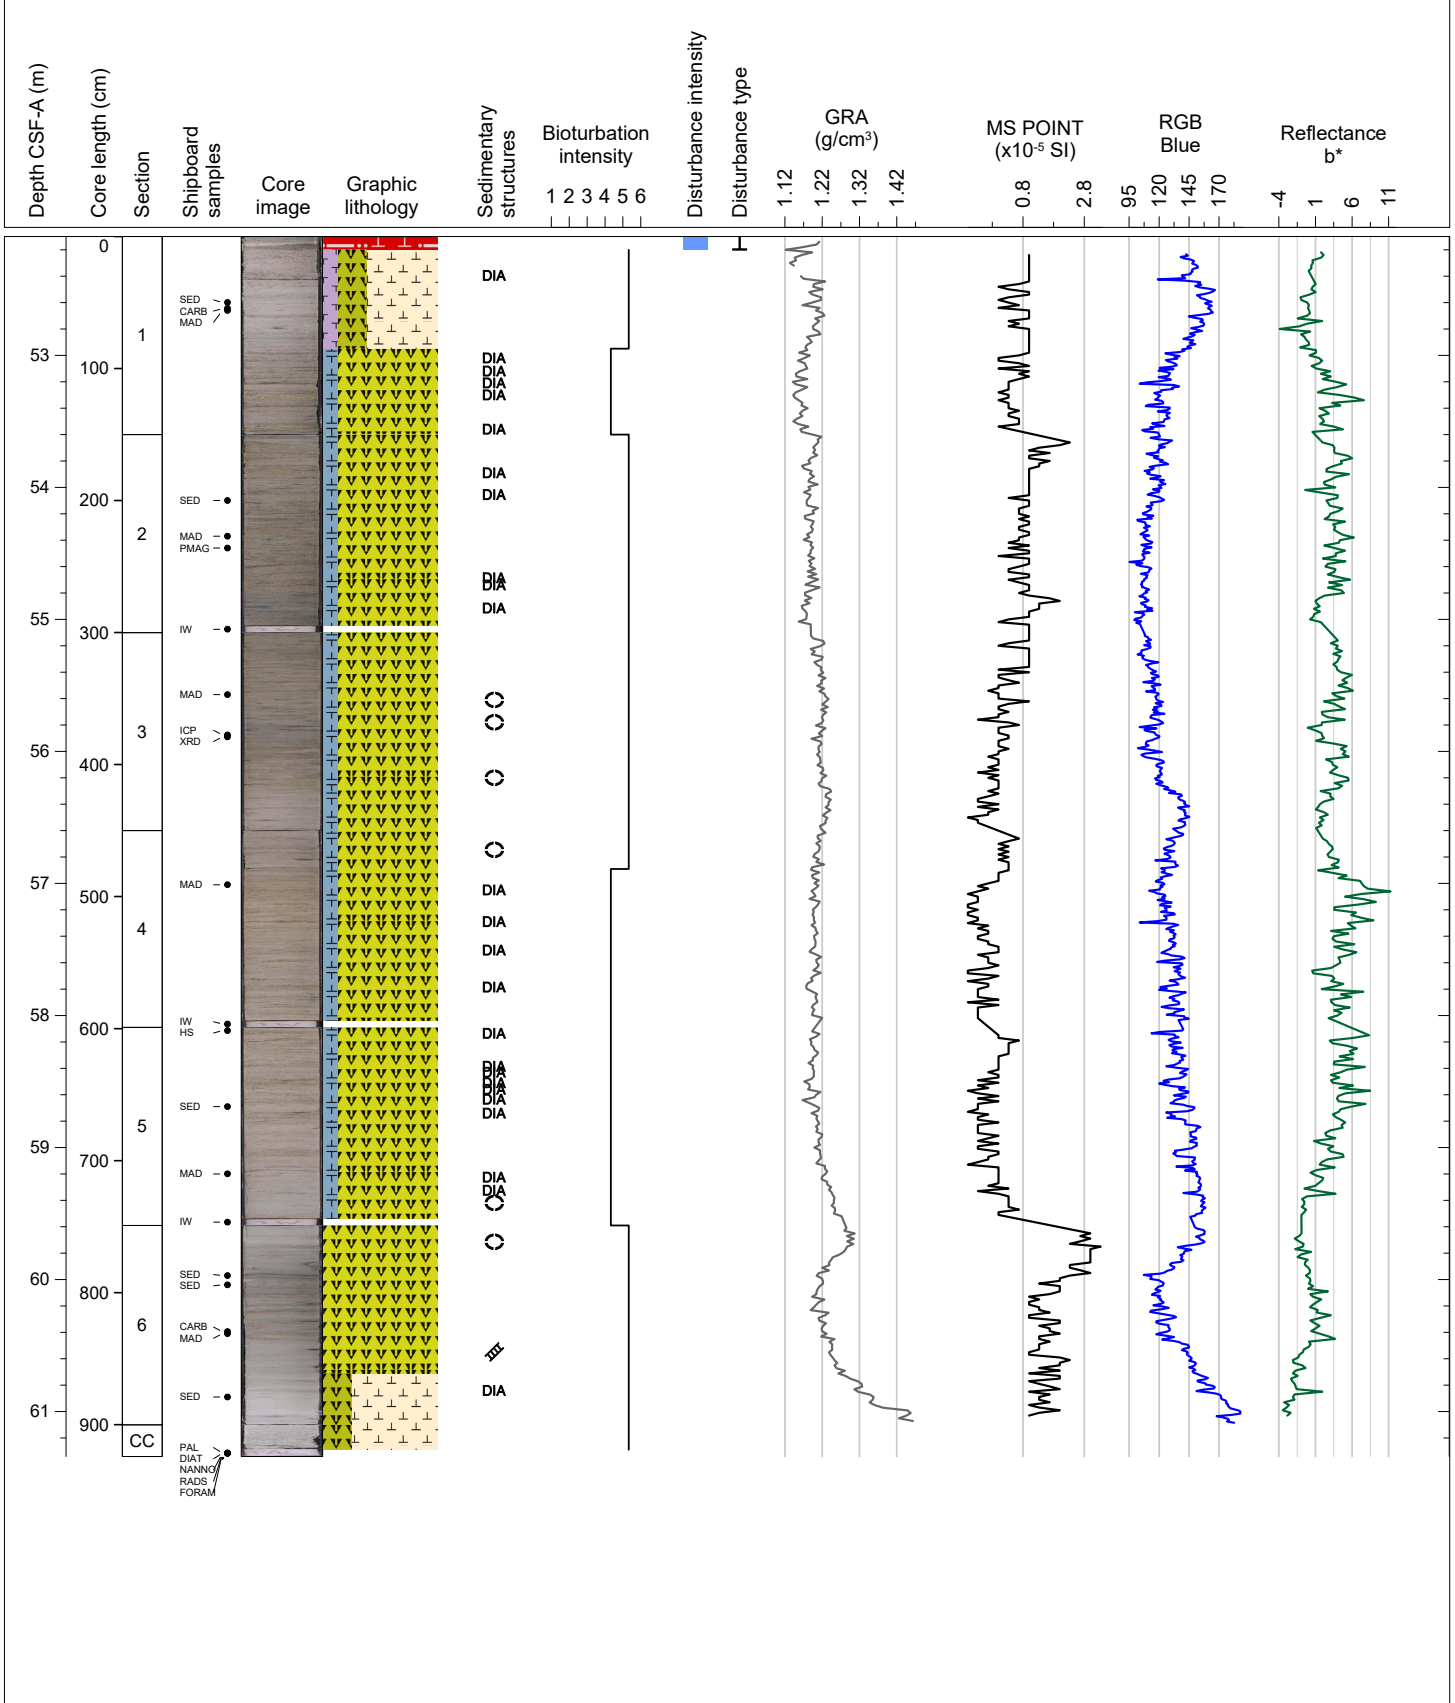 Depth CSF-A (m)
Core length (cm)
Section
Shipboard
samples
Core
image
Graphic
lithology
Sedimentary
structures
Bioturbation
intensity
1 2 3 4 5 6
Disturbance intensity
Disturbance type
GRA
(g/cm³)
1.12 1.22 1.32 1.42
MS POINT
(x10⁻⁵ SI)
0.8 2.8
RGB
Blue
95 120 145 170
Reflectance
b*
-4 1 6 11
0
DIA
SED
CARB
MAD
1
53
DIA
100
DIA
DIA
DIA
DIA
DIA
54
DIA
200
SED
2
MAD
PMAG
DIA
DIA
DIA
55
300
IW
MAD
3
ICP
XRD
56
400
57
MAD
DIA
500
DIA
4
DIA
DIA
58
IW
600
HS
DIA
DIA
DIA
DIA
DIA
DIA
SED
DIA
5
59
700
MAD
DIA
DIA
IW
SED
60
SED
800
6
CARB
MAD
DIA
SED
61
900
CC
PAL
DIAT
NANNO
RADS
FORAM